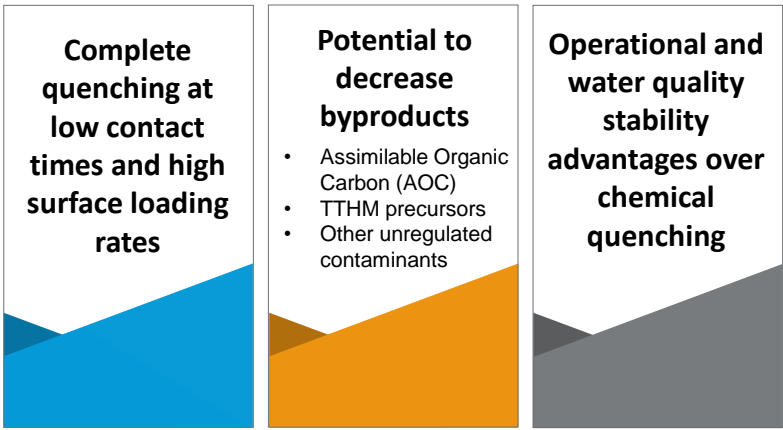 Complete
quenching at
low contact
times and high
surface loading
rates
Potential to
decrease
byproducts
• Assimilable Organic
Carbon (AOC)
• TTHM precursors
• Other unregulated
contaminants
Operational and
water quality
stability
advantages over
chemical
quenching